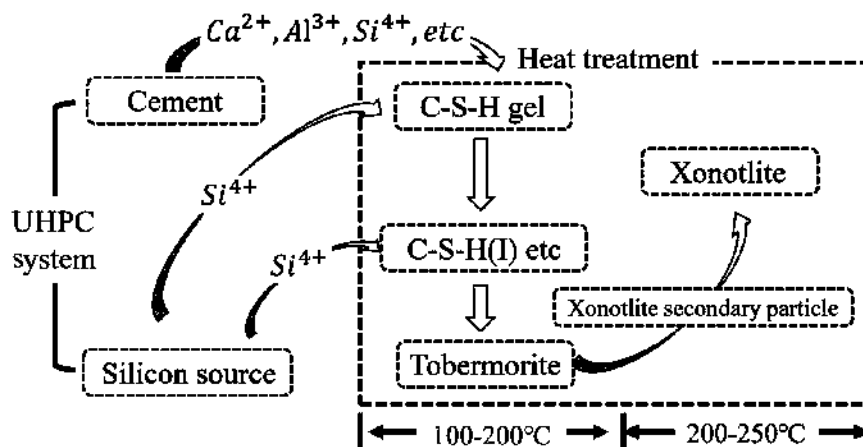 Ca²⁺, Al³⁺, Si⁴⁺, etc
Heat treatment
Cement
C-S-H gel
Xonotlite
Si⁴⁺
UHPC
system
C-S-H(I) etc
Si⁴⁺
Xonotlite secondary particle
Silicon source
Tobermorite
100-200℃
200-250℃